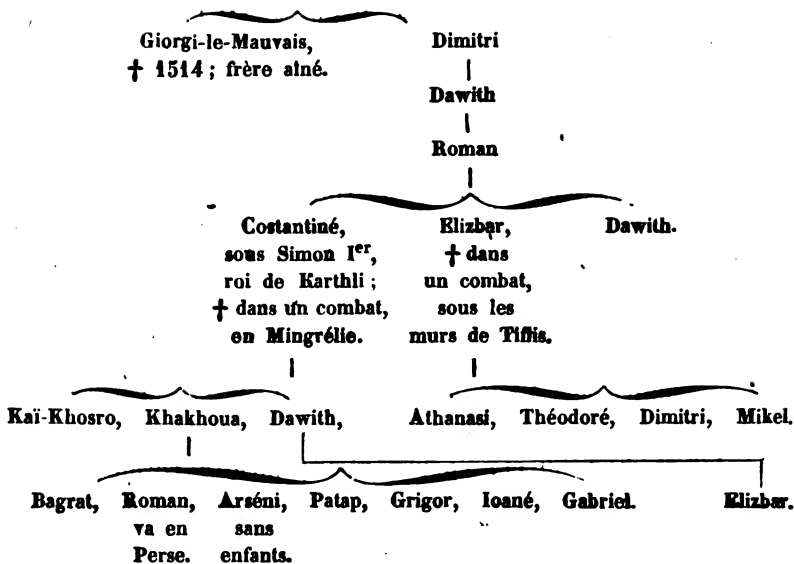 Giorgi-le-Mauvais, Dimitri
† 1514 ; frère aîné.
Dawith
Roman
Costantiné, Elizbar, Dawith.
sous Simon Ier, † dans
roi de Karthli ; un combat,
† dans un combat, sous les
en Mingrélie. murs de Tiflis.
Kaï-Khosro, Khakhoua, Dawith, Athanasi, Théodoré, Dimitri, Mikel.
Bagrat, Roman, Arséni, Patap, Grigor, Ioané, Gabriel. Elizbar.
va en sans
Perse. enfants.